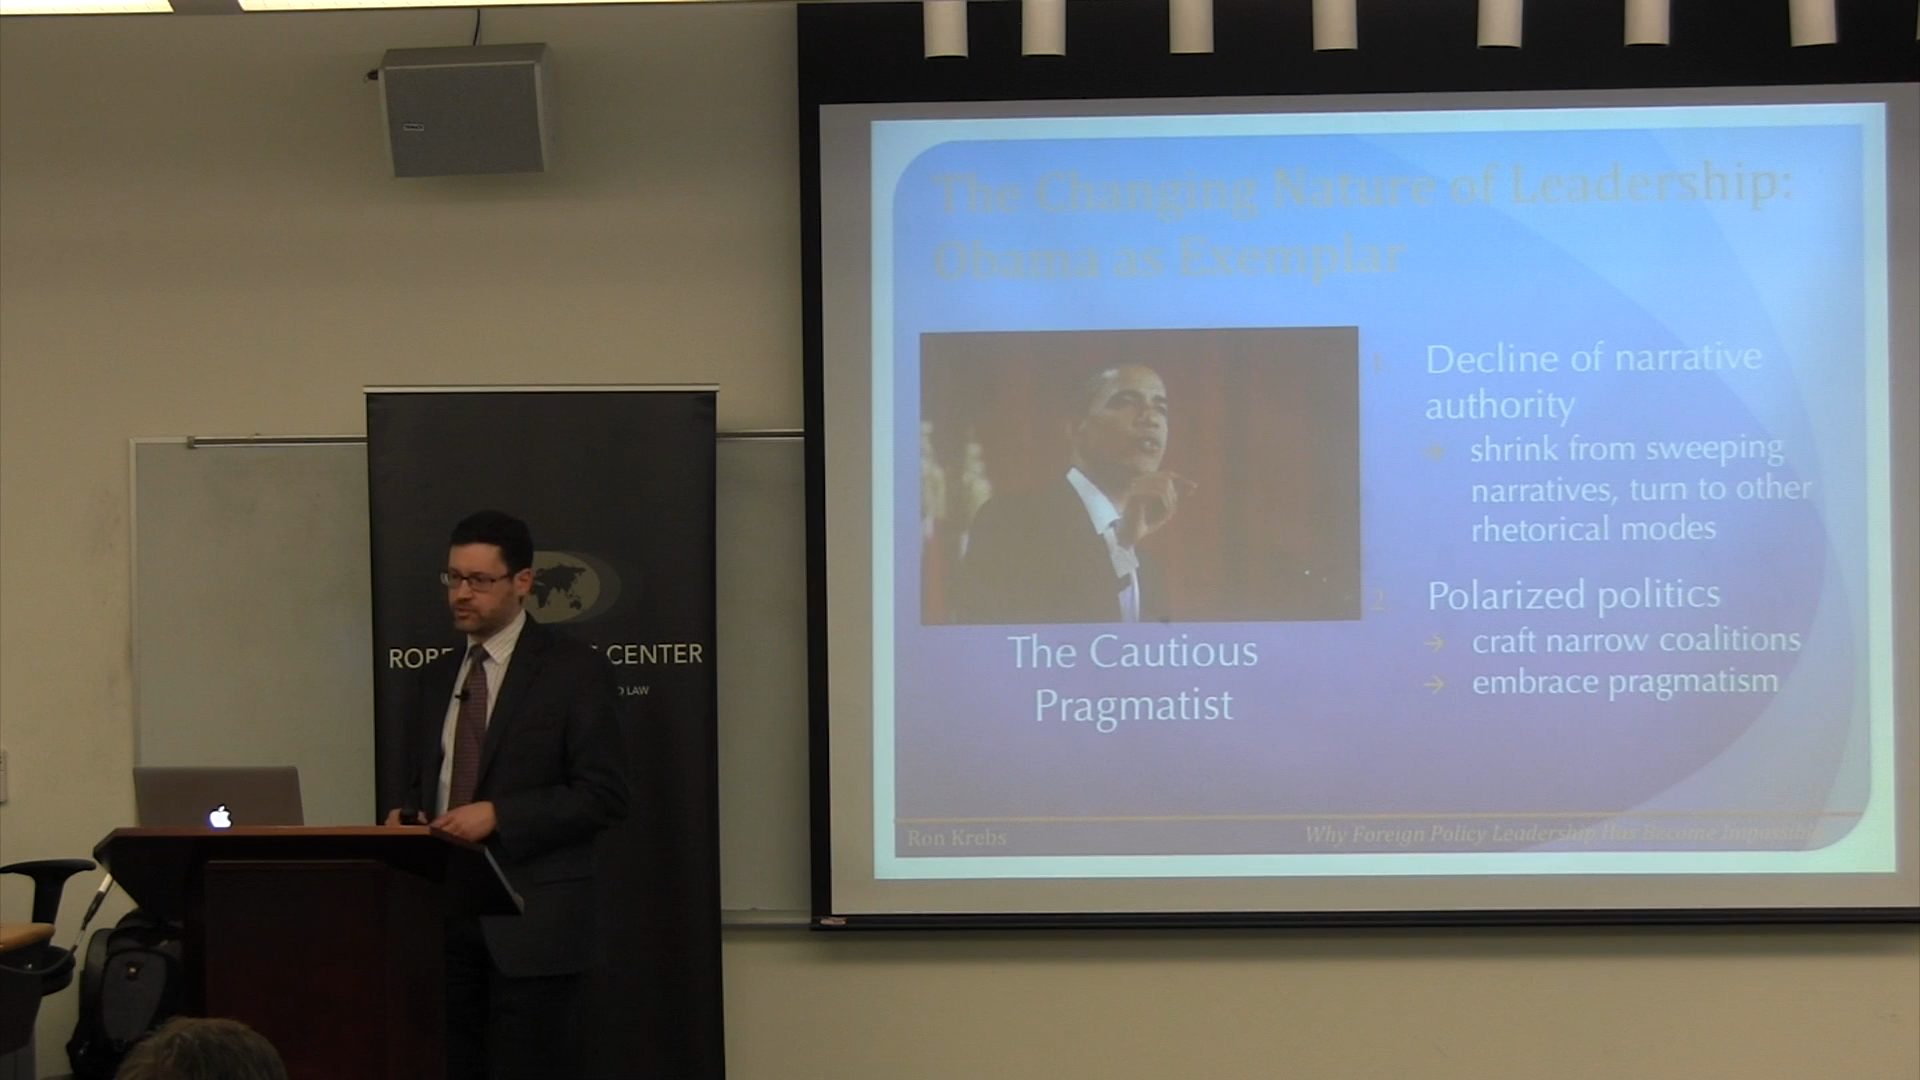 The Changing Nature of Leadership:
Obama as Exemplar
1. Decline of narrative
authority
→ shrink from sweeping
narratives, turn to other
rhetorical modes
2. Polarized politics
→ craft narrow coalitions
→ embrace pragmatism
The Cautious
Pragmatist
Ron Krebs
Why Foreign Policy Leadership Has Become Impossible
CENTER
LAW